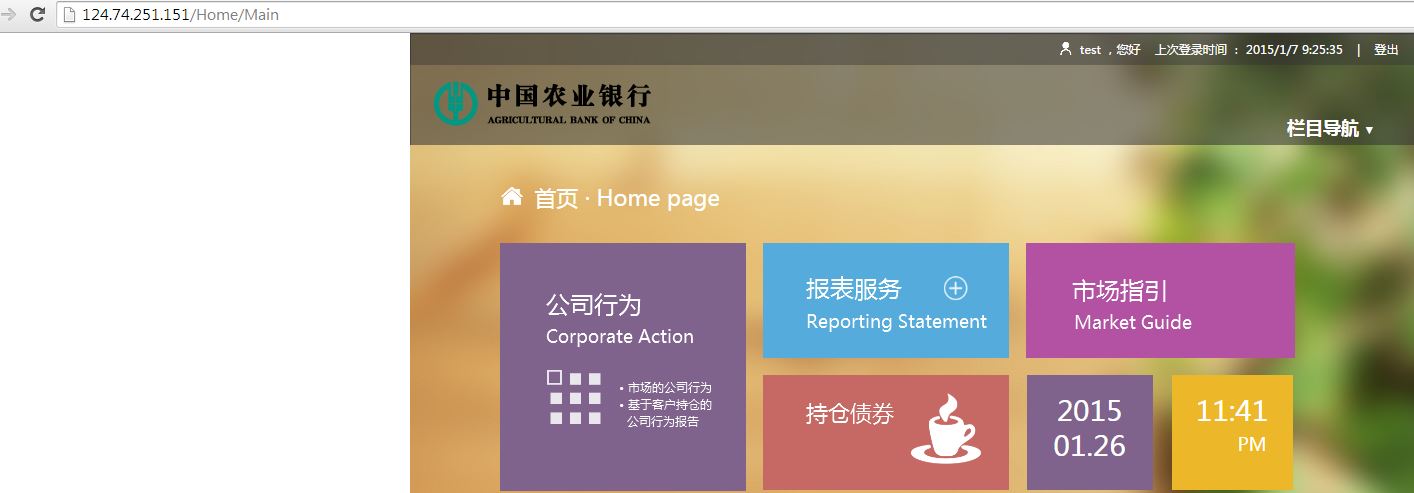 124.74.251.151/Home/Main
test ，您好 上次登录时间 ： 2015/1/7 9:25:35 | 登出
中国农业银行
AGRICULTURAL BANK OF CHINA
栏目导航 ▼
首页 · Home page
公司行为
Corporate Action
• 市场的公司行为
• 基于客户持仓的
公司行为报告
报表服务
Reporting Statement
市场指引
Market Guide
持仓债券
2015
01.26
11:41
PM